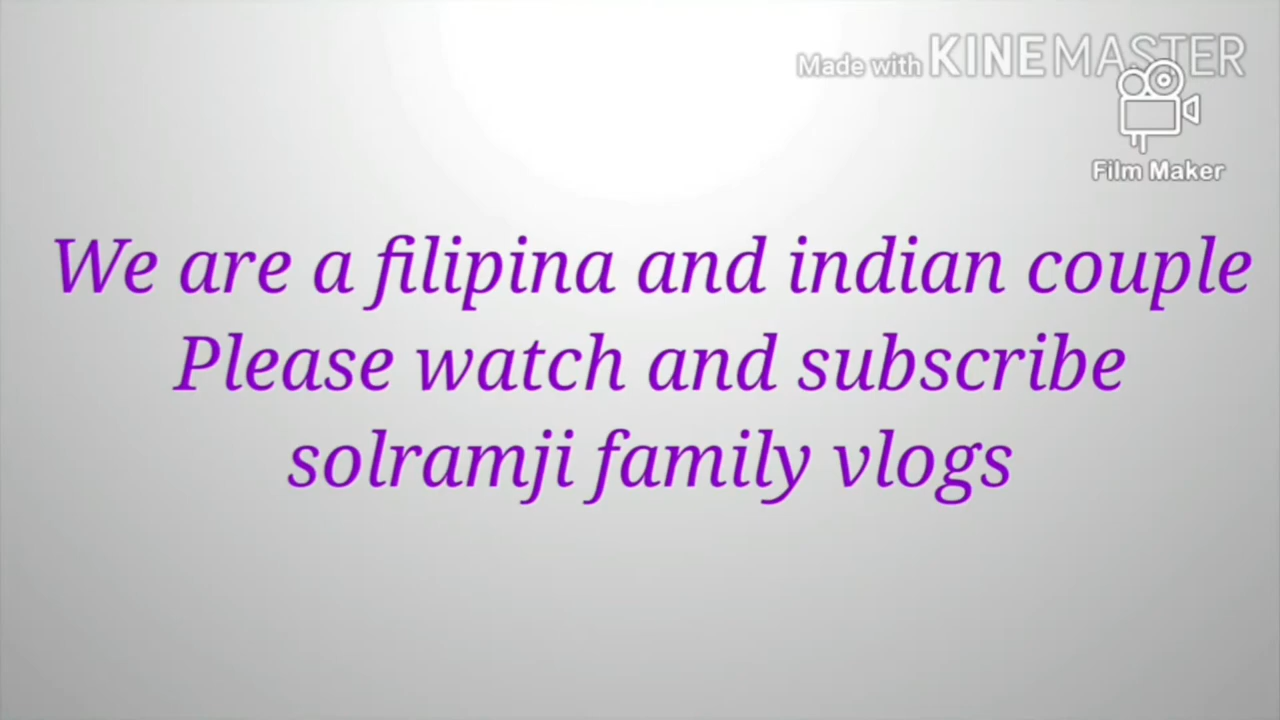 Made with KINEMASTER
Film Maker
We are a filipina and indian couple
Please watch and subscribe
solramji family vlogs